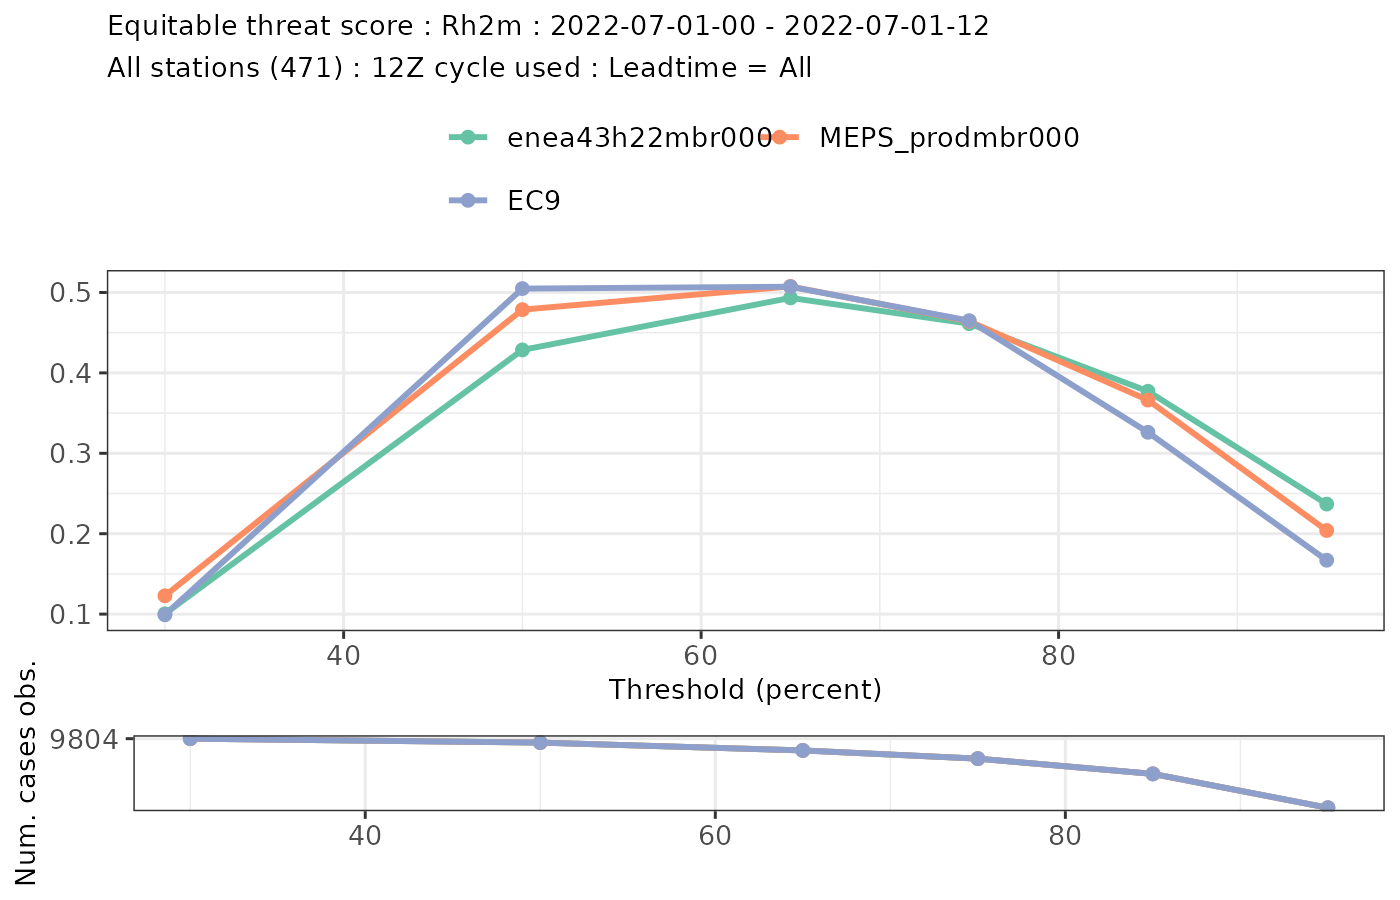 Equitable threat score : Rh2m : 2022-07-01-00 - 2022-07-01-12
All stations (471) : 12Z cycle used : Leadtime = All
enea43h22mbr000 MEPS_prodmbr000
EC9
0.5
0.4
0.3
0.2
0.1
40 60 80
Threshold (percent)
Num. cases obs.
9804
40 60 80